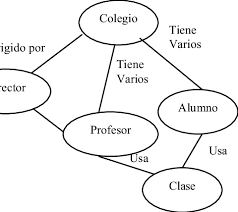 Colegio
Tiene
Varios
igido por
Tiene
Varios
rector
Alumno
Profesor
Usa
Usa
Clase